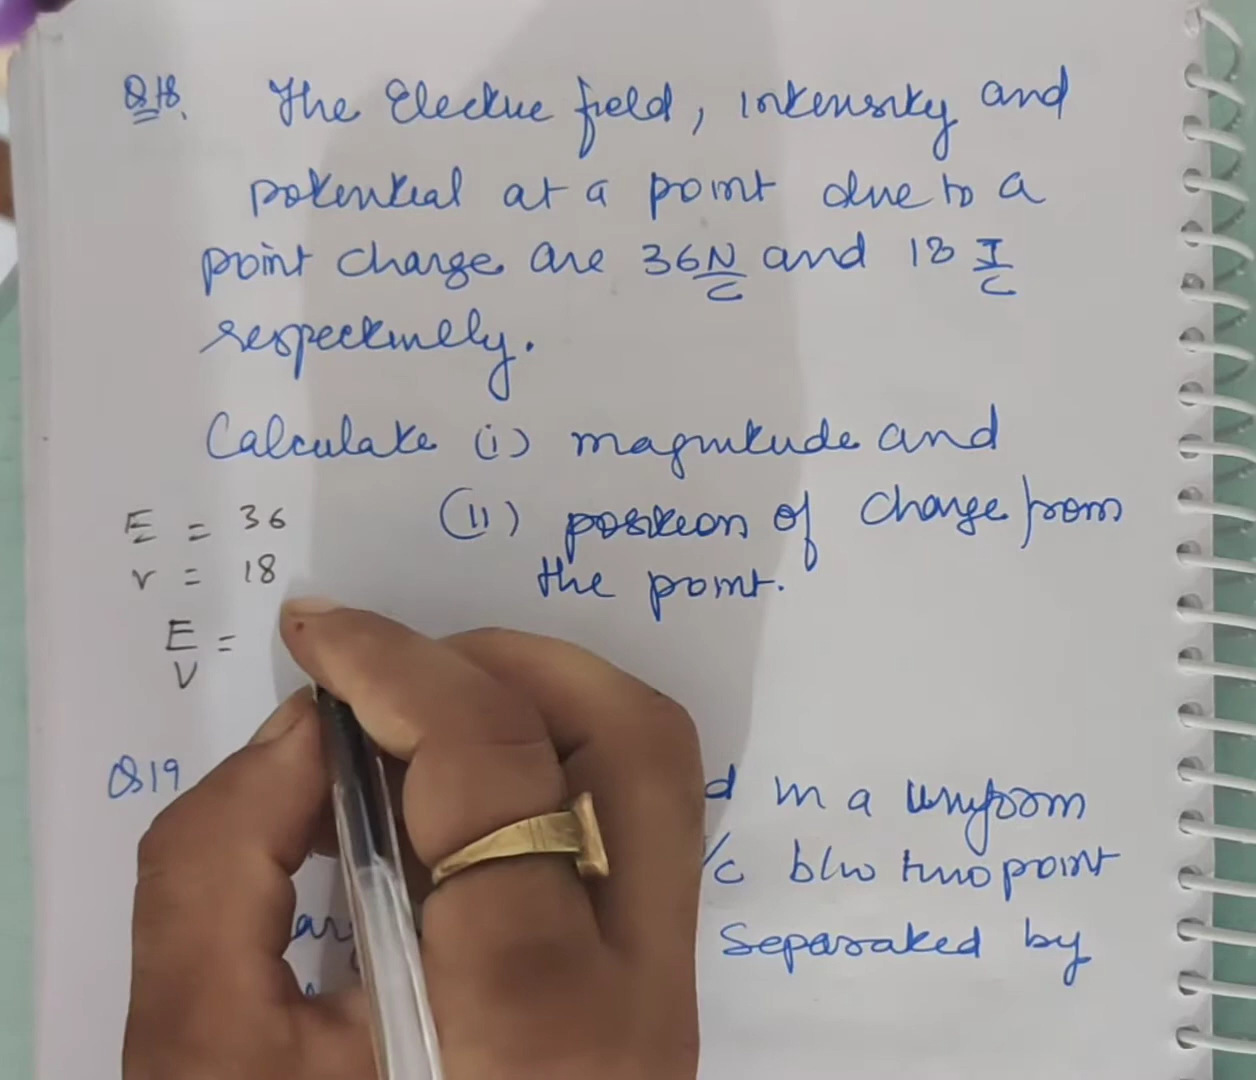 Q18. The Electric field, intensity and
potential at a point due to a
point charge are 36 N/C and 18 J/C
respectively.
Calculate (i) magnitude and
(ii) position of charge from
the point.
E = 36
V = 18
E/V =
Q19 d in a uniform
/c b/w two point
Separated by